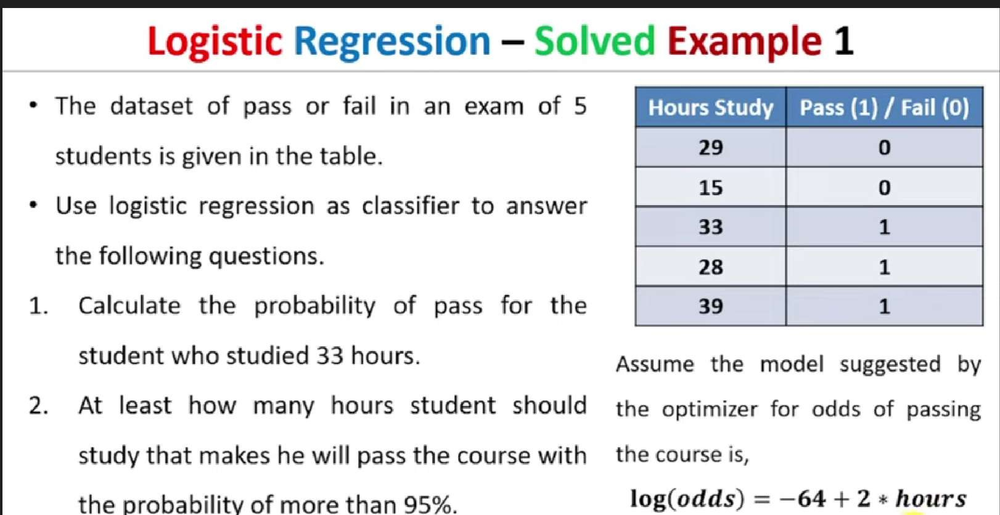 Logistic Regression – Solved Example 1
• The dataset of pass or fail in an exam of 5
students is given in the table.
• Use logistic regression as classifier to answer
the following questions.
1. Calculate the probability of pass for the
student who studied 33 hours.
2. At least how many hours student should
study that makes he will pass the course with
the probability of more than 95%.
Hours Study Pass (1) / Fail (0)
29 0
15 0
33 1
28 1
39 1
Assume the model suggested by
the optimizer for odds of passing
the course is,
log(odds) = −64 + 2 * hours